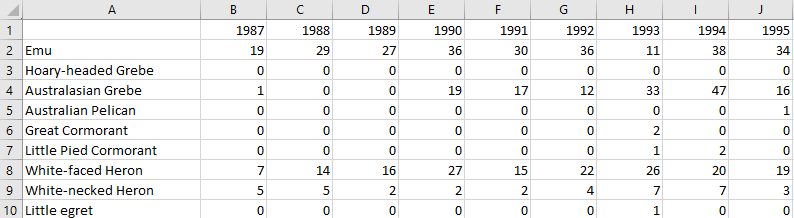 A B C D E F G H I J
1 1987 1988 1989 1990 1991 1992 1993 1994 1995
2 Emu 19 29 27 36 30 36 11 38 34
3 Hoary-headed Grebe 0 0 0 0 0 0 0 0 0
4 Australasian Grebe 1 0 0 19 17 12 33 47 16
5 Australian Pelican 0 0 0 0 0 0 0 0 1
6 Great Cormorant 0 0 0 0 0 0 2 0 0
7 Little Pied Cormorant 0 0 0 0 0 0 1 2 0
8 White-faced Heron 7 14 16 27 15 22 26 20 19
9 White-necked Heron 5 5 2 2 2 4 7 7 3
10 Little egret 0 0 0 0 0 0 1 0 0